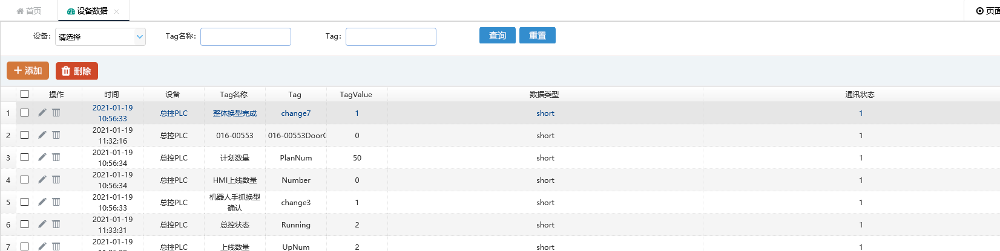 首页 设备数据 页面
设备： 请选择 Tag名称： Tag： 查询 重置
添加 删除
操作 时间 设备 Tag名称 Tag TagValue 数据类型 通讯状态
1 2021-01-19 10:56:33 总控PLC 整体换型完成 change7 1 short 1
2 2021-01-19 11:32:16 总控PLC 016-00553 016-00553Door 0 short 1
3 2021-01-19 10:56:34 总控PLC 计划数量 PlanNum 50 short 1
4 2021-01-19 10:56:34 总控PLC HMI上线数量 Number 0 short 1
5 2021-01-19 10:56:33 总控PLC 机器人手抓换型确认 change3 1 short 1
6 2021-01-19 11:33:31 总控PLC 总控状态 Running 2 short 1
7 2021-01-19 总控PLC 上线数量 UpNum 2 short 1